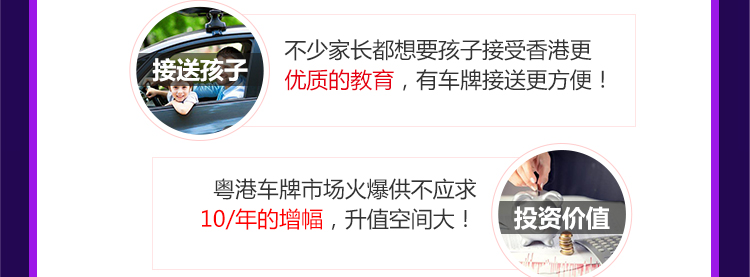 接送孩子
不少家长都想要孩子接受香港更
优质的教育，有车牌接送更方便！
粤港车牌市场火爆供不应求
10/年的增幅，升值空间大！
投资价值